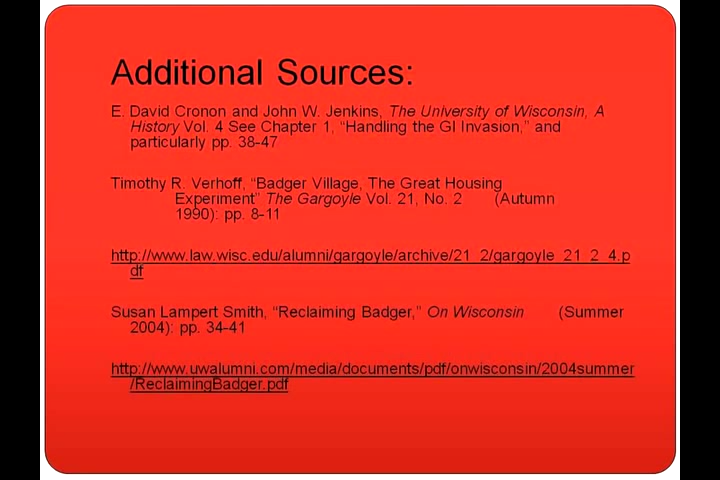 Additional Sources:
E. David Cronon and John W. Jenkins, The University of Wisconsin, A
History Vol. 4 See Chapter 1, “Handling the GI Invasion,” and
particularly pp. 38-47
Timothy R. Verhoff, “Badger Village, The Great Housing
Experiment” The Gargoyle Vol. 21, No. 2 (Autumn
1990): pp. 8-11
http://www.law.wisc.edu/alumni/gargoyle/archive/21_2/gargoyle_21_2_4.p
df
Susan Lampert Smith, “Reclaiming Badger,” On Wisconsin (Summer
2004): pp. 34-41
http://www.uwalumni.com/media/documents/pdf/onwisconsin/2004summer
/ReclaimingBadger.pdf